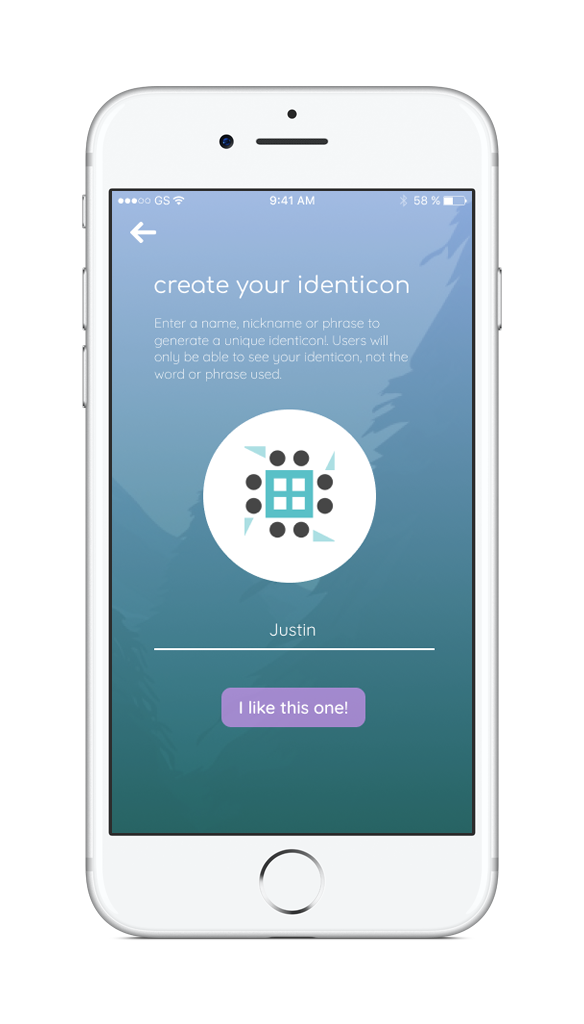 GS 9:41 AM 58 %
create your identicon
Enter a name, nickname or phrase to
generate a unique identicon!. Users will
only be able to see your identicon, not the
word or phrase used.
Justin
I like this one!